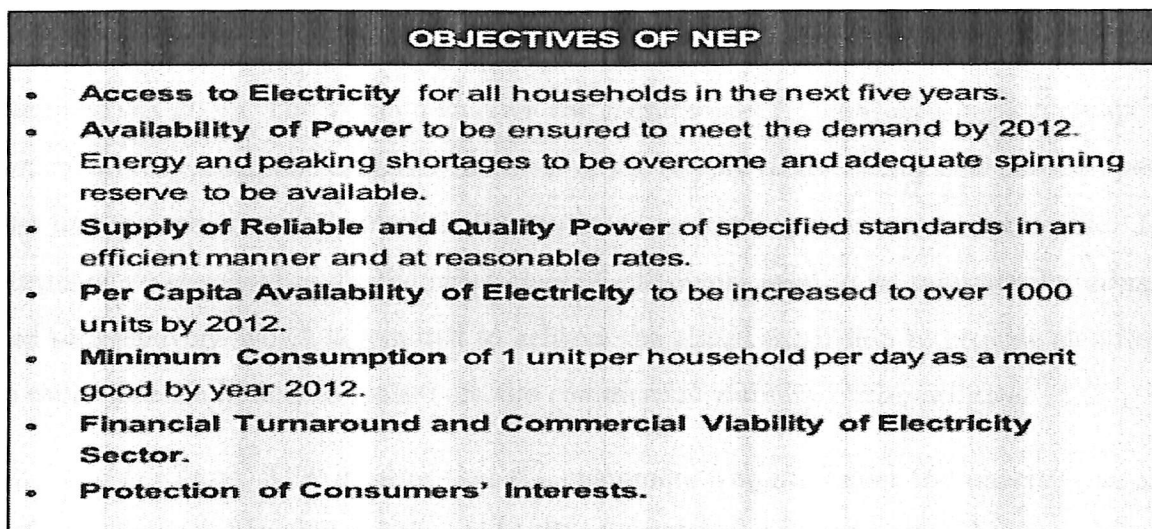 OBJECTIVES OF NEP
• Access to Electricity for all households in the next five years.
• Availability of Power to be ensured to meet the demand by 2012.
Energy and peaking shortages to be overcome and adequate spinning
reserve to be available.
• Supply of Reliable and Quality Power of specified standards in an
efficient manner and at reasonable rates.
• Per Capita Availability of Electricity to be increased to over 1000
units by 2012.
• Minimum Consumption of 1 unit per household per day as a merit
good by year 2012.
• Financial Turnaround and Commercial Viability of Electricity
Sector.
• Protection of Consumers' Interests.